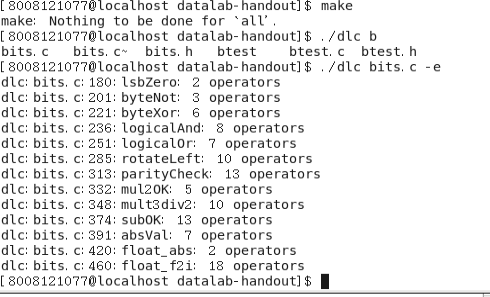 [8008121077@localhost datalab-handout]$ make
make: Nothing to be done for `all'.
[8008121077@localhost datalab-handout]$ ./dlc b
bits.c   bits.c~  bits.h   btest    btest.c  btest.h
[8008121077@localhost datalab-handout]$ ./dlc bits.c -e
dlc:bits.c:180:lsbZero: 2 operators
dlc:bits.c:201:byteNot: 3 operators
dlc:bits.c:221:byteXor: 6 operators
dlc:bits.c:236:logicalAnd: 8 operators
dlc:bits.c:251:logicalOr: 7 operators
dlc:bits.c:285:rotateLeft: 10 operators
dlc:bits.c:313:parityCheck: 13 operators
dlc:bits.c:332:mul2OK: 5 operators
dlc:bits.c:348:mult3div2: 10 operators
dlc:bits.c:374:subOK: 13 operators
dlc:bits.c:391:absVal: 7 operators
dlc:bits.c:420:float_abs: 2 operators
dlc:bits.c:460:float_f2i: 18 operators
[8008121077@localhost datalab-handout]$